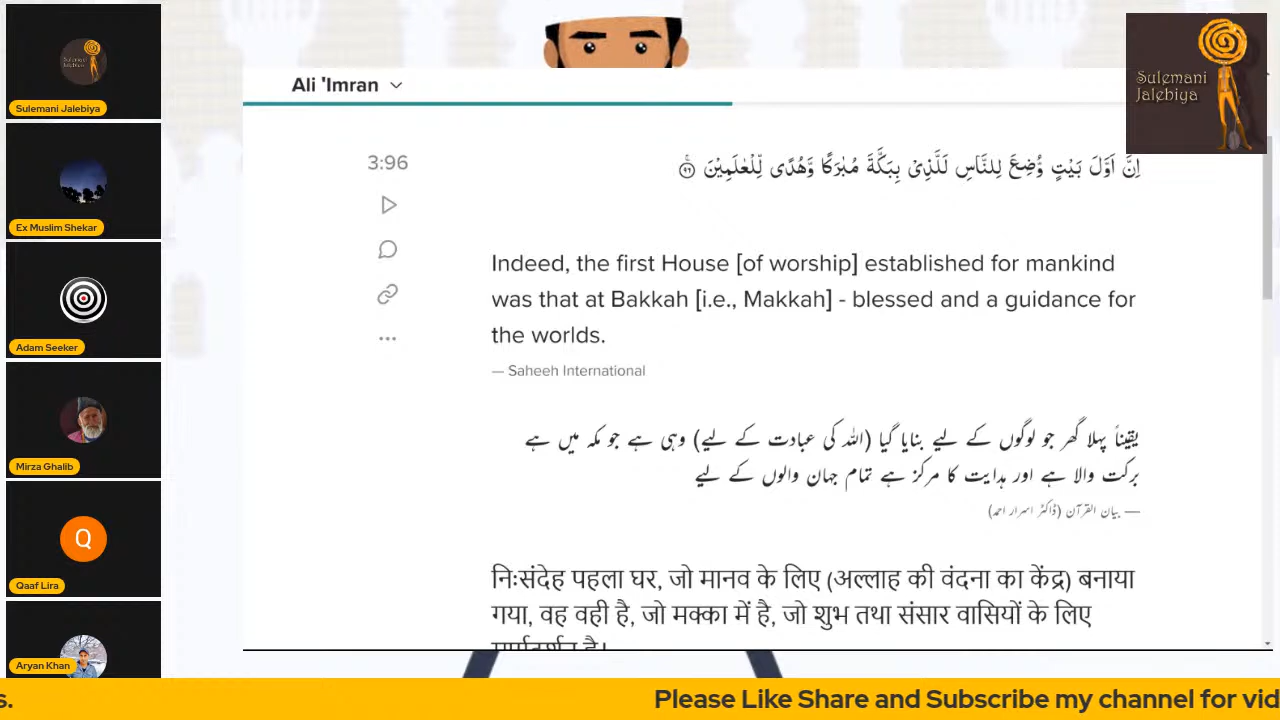 Sulemani Jalebiya
Ex Muslim Shekar
Adam Seeker
Mirza Ghalib
Q
Qaaf Lira
Aryan Khan
Sulemani
Jalebiya
Ali 'Imran
3:96
اِنَّ اَوَّلَ بَيۡتٍ وُّضِعَ لِلنَّاسِ لَلَّذِىۡ بِبَكَّةَ مُبٰرَكًا وَّهُدًى لِّلۡعٰلَمِيۡنَ ۚ‏ ٩٦
Indeed, the first House [of worship] established for mankind
was that at Bakkah [i.e., Makkah] - blessed and a guidance for
the worlds.
— Saheeh International
یقیناً پہلا گھر جو لوگوں کے لیے بنایا گیا (اللہ کی عبادت کے لیے) وہی ہے جو مکہ میں ہے
برکت والا ہے اور ہدایت کا مرکز ہے تمام جہان والوں کے لیے
— بیان القرآن (ڈاکٹر اسرار احمد)
निःसंदेह पहला घर, जो मानव के लिए (अल्लाह की वंदना का केंद्र) बनाया
गया, वह वही है, जो मक्का में है, जो शुभ तथा संसार वासियों के लिए
मार्गदर्शन है।
s.
Please Like Share and Subscribe my channel for vid